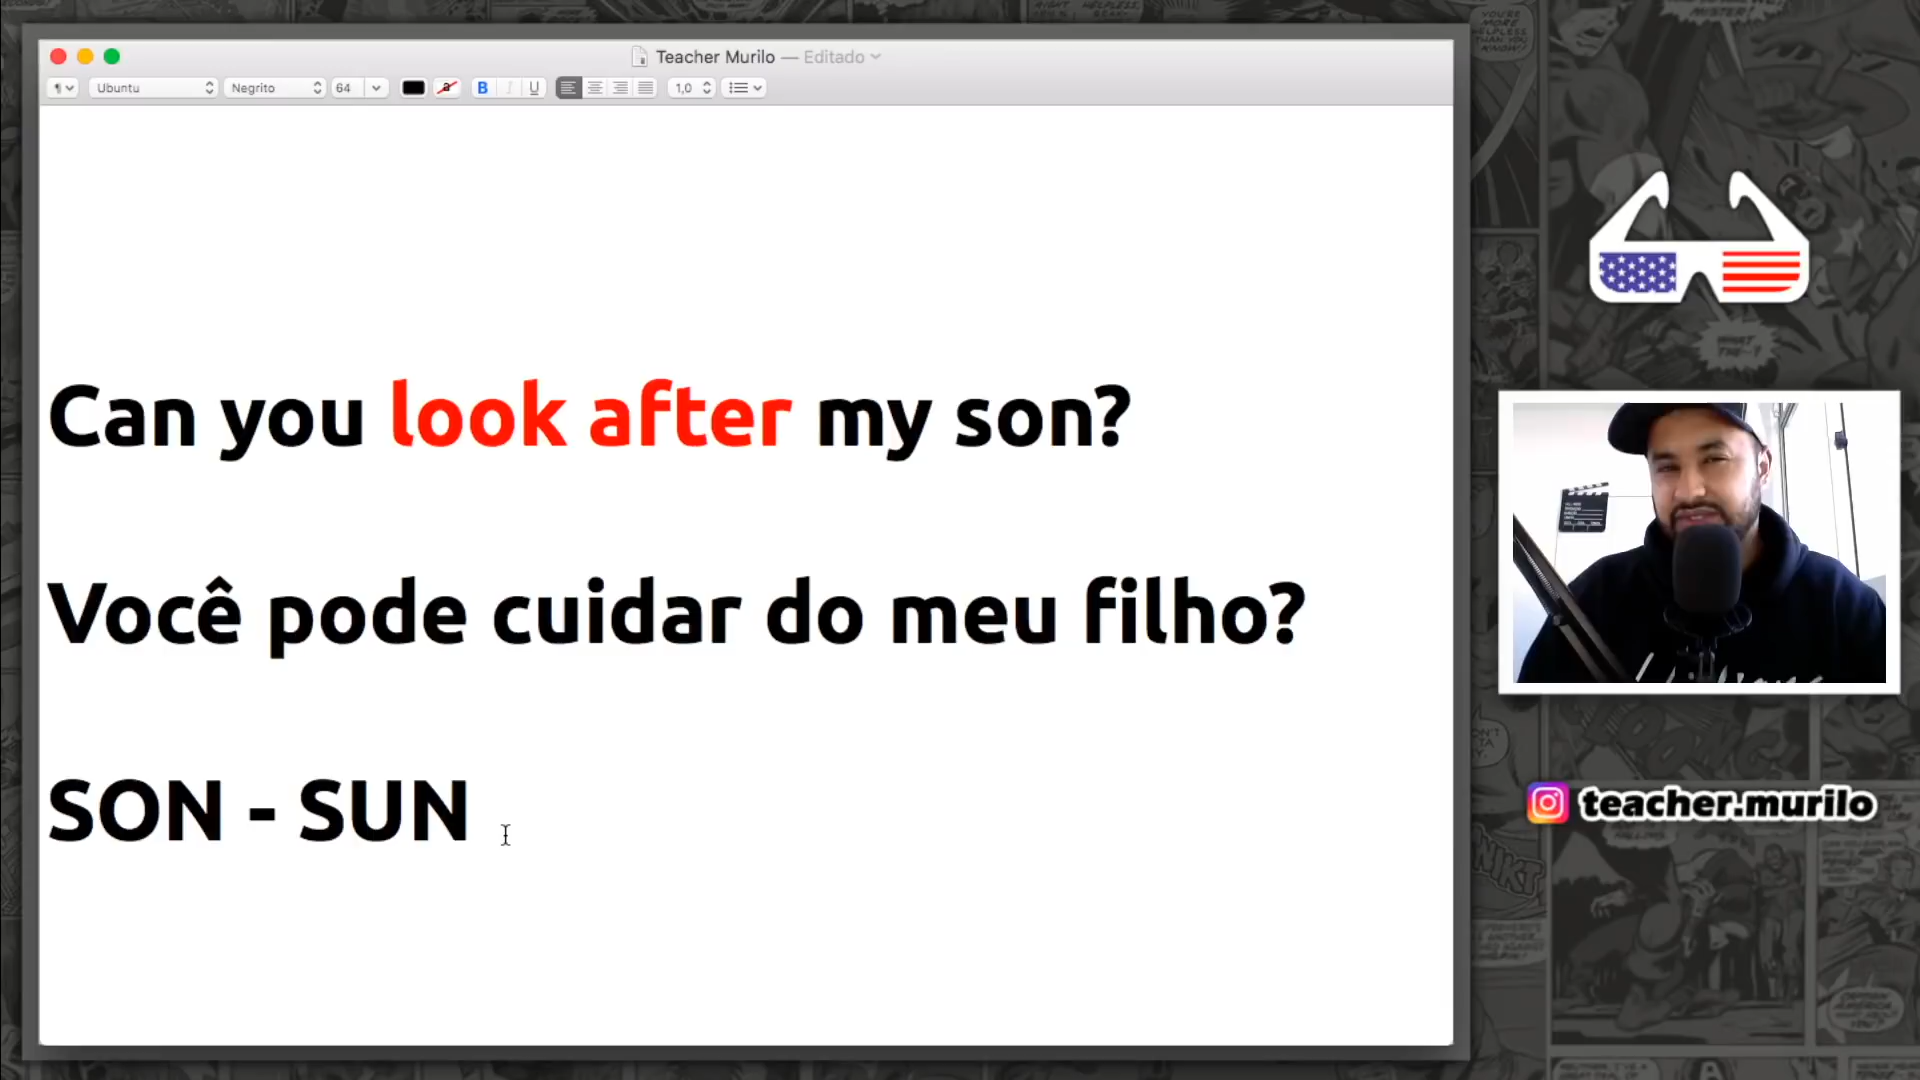 Teacher Murilo — Editado
Ubuntu Negrito 64 B I U 1,0
Can you look after my son?
Você pode cuidar do meu filho?
SON - SUN
teacher.murilo